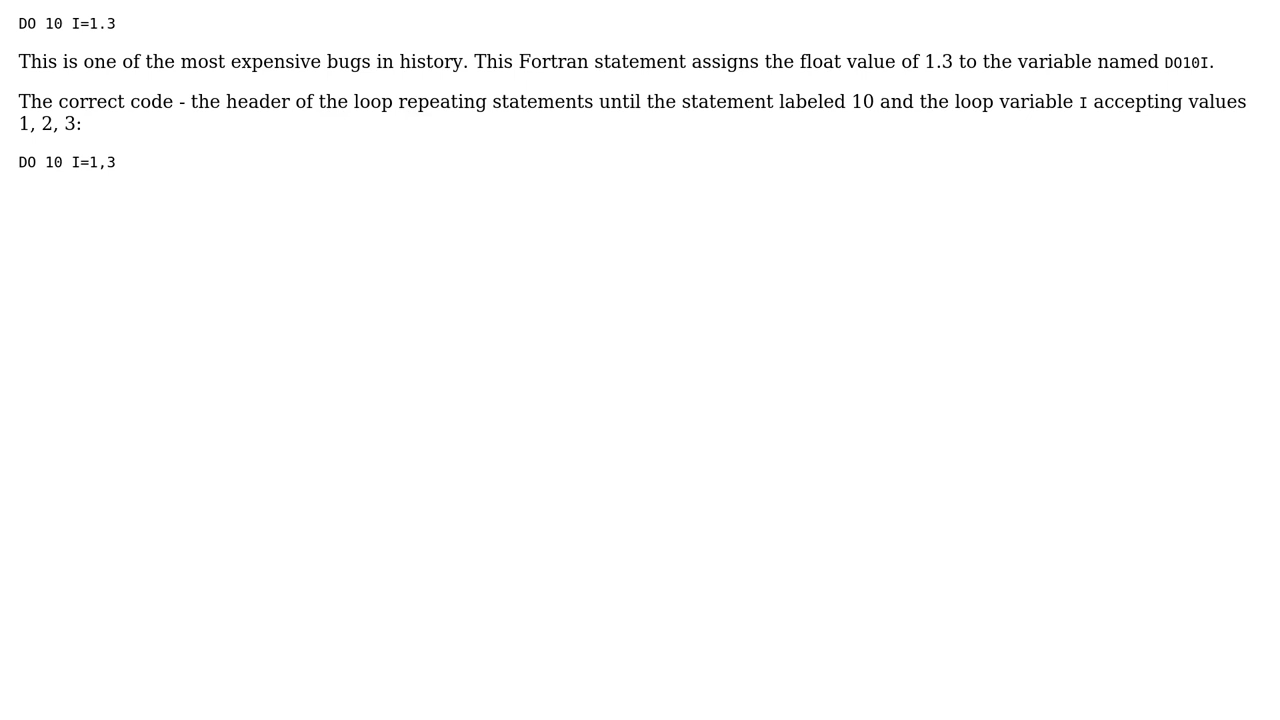 DO 10 I=1.3
This is one of the most expensive bugs in history. This Fortran statement assigns the float value of 1.3 to the variable named DO10I.
The correct code - the header of the loop repeating statements until the statement labeled 10 and the loop variable I accepting values
1, 2, 3:
DO 10 I=1,3